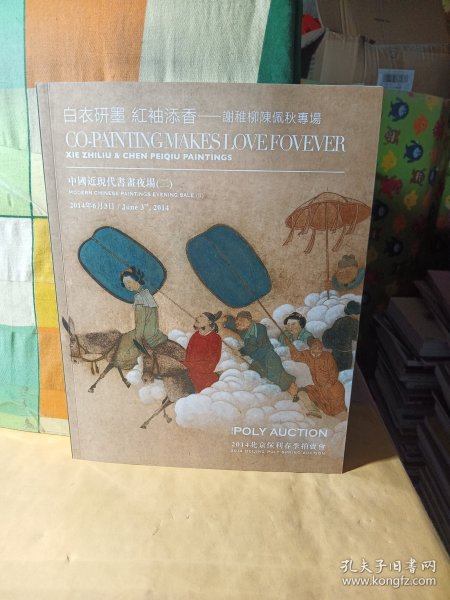 白衣研墨 紅袖添香——謝稚柳陳佩秋專場
CO-PAINTING MAKES LOVE FOVEVER
XIE ZHILIU & CHEN PEIQIU PAINTINGS
中國近現代書畫夜場(二)
MODERN CHINESE PAINTINGS EVENING SALE (II)
2014年6月3日 / June 3rd, 2014
POLY AUCTION
2014北京保利春季拍賣會
2014 BEIJING POLY SPRING AUCTION
孔夫子旧书网
www.kongfz.com